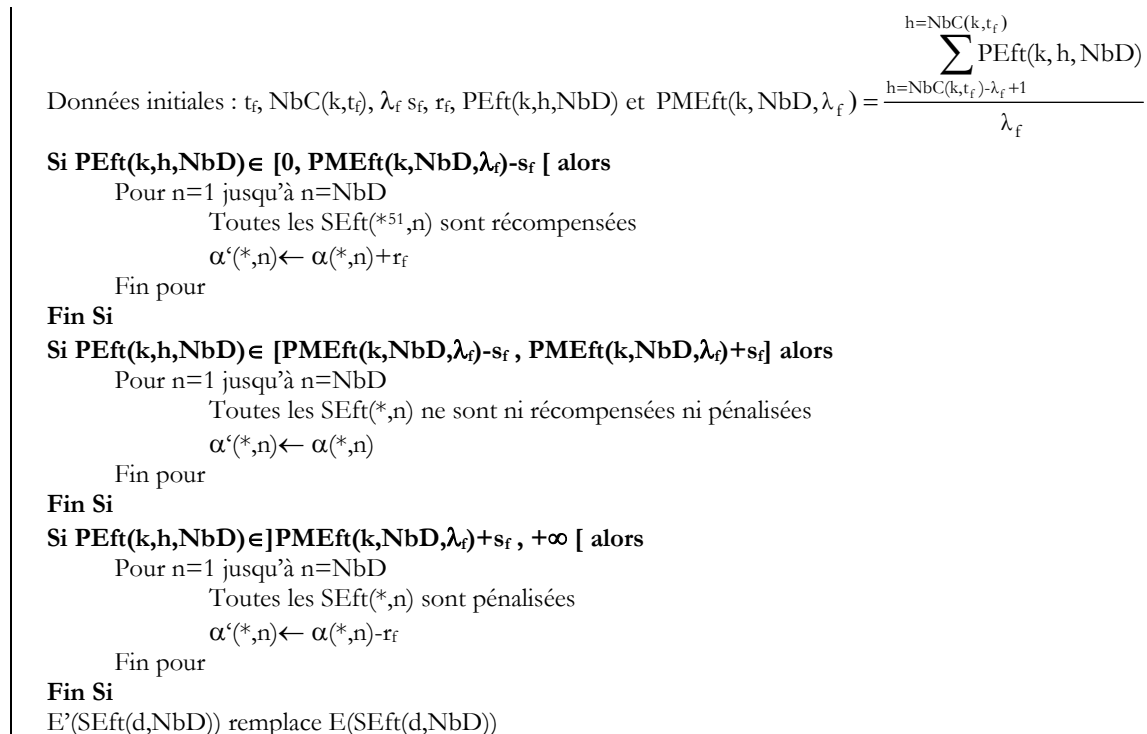 Données initiales : t_f, NbC(k,t_f), λ_f s_f, r_f, PEft(k,h,NbD) et PMEft(k, NbD, λ_f) = \frac{\sum_{h=NbC(k,t_f)-λ_f+1}^{h=NbC(k,t_f)} PEft(k, h, NbD)}{λ_f}
Si PEft(k,h,NbD)∈ [0, PMEft(k,NbD,λ_f)-s_f [ alors
Pour n=1 jusqu'à n=NbD
Toutes les SEft(*^51,n) sont récompensées
α‘(*,n)← α(*,n)+r_f
Fin pour
Fin Si
Si PEft(k,h,NbD)∈ [PMEft(k,NbD,λ_f)-s_f , PMEft(k,NbD,λ_f)+s_f] alors
Pour n=1 jusqu'à n=NbD
Toutes les SEft(*,n) ne sont ni récompensées ni pénalisées
α‘(*,n)← α(*,n)
Fin pour
Fin Si
Si PEft(k,h,NbD)∈]PMEft(k,NbD,λ_f)+s_f , +∞ [ alors
Pour n=1 jusqu'à n=NbD
Toutes les SEft(*,n) sont pénalisées
α‘(*,n)← α(*,n)-r_f
Fin pour
Fin Si
E'(SEft(d,NbD)) remplace E(SEft(d,NbD))